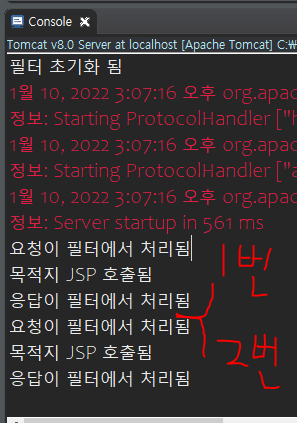 Console
Tomcat v8.0 Server at localhost [Apache Tomcat] C:\
필터 초기화 됨
1월 10, 2022 3:07:16 오후 org.apac
정보: Starting ProtocolHandler ["h
1월 10, 2022 3:07:16 오후 org.apac
정보: Starting ProtocolHandler ["a
1월 10, 2022 3:07:16 오후 org.apac
정보: Server startup in 561 ms
요청이 필터에서 처리됨
목적지 JSP 호출됨
응답이 필터에서 처리됨
1번
요청이 필터에서 처리됨
목적지 JSP 호출됨
응답이 필터에서 처리됨
2번